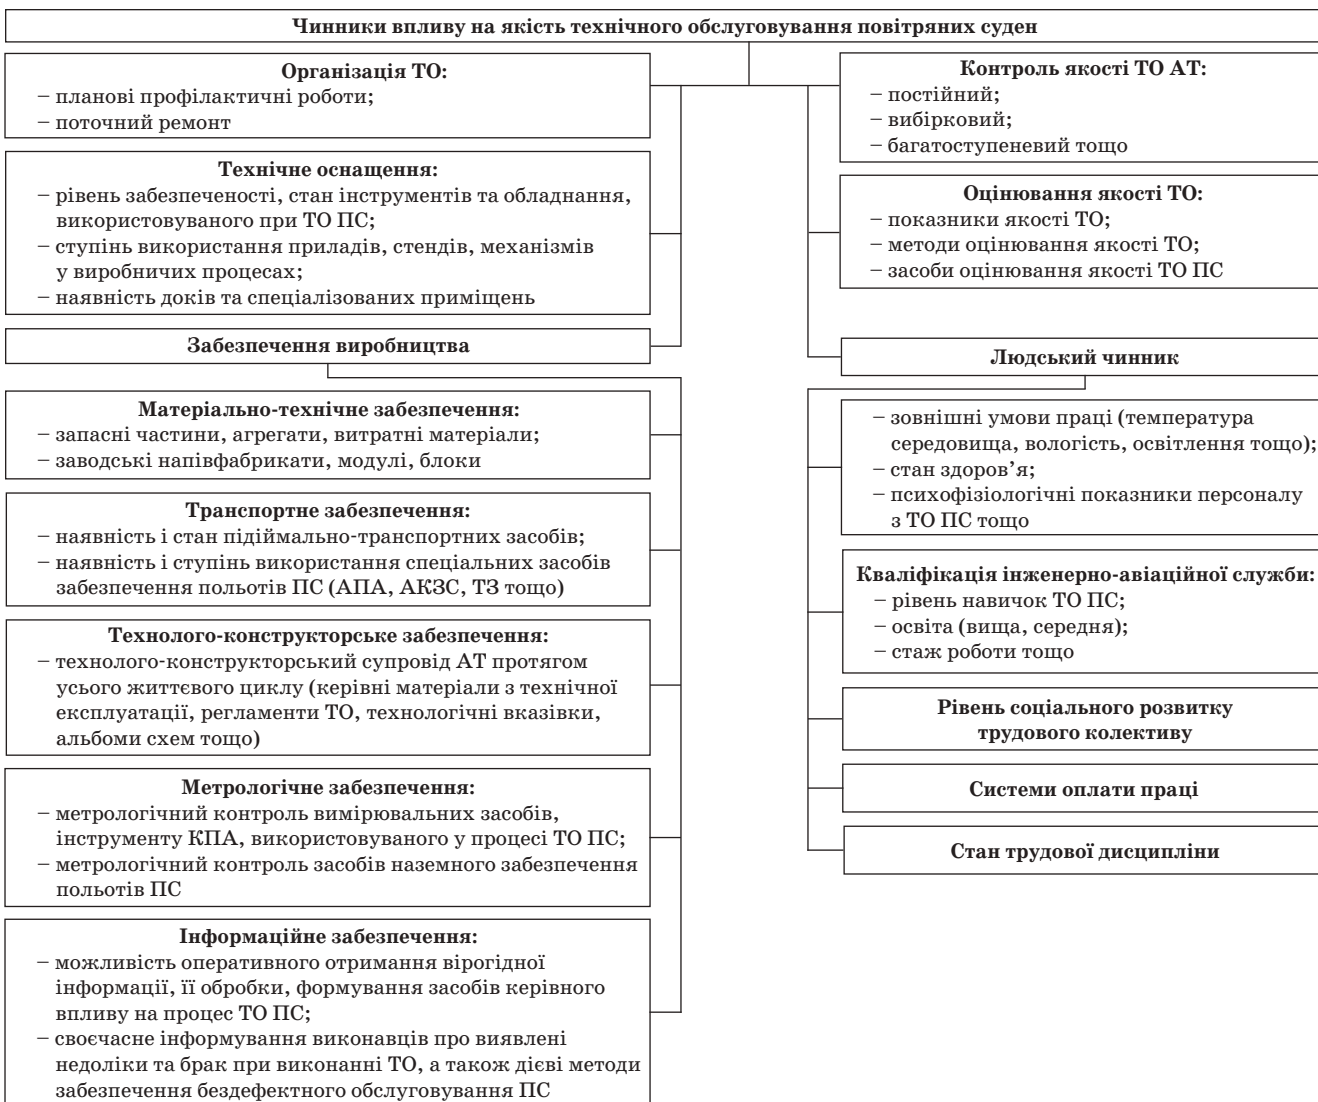 Чинники впливу на якість технічного обслуговування повітряних суден
Організація ТО:
– планові профілактичні роботи;
– поточний ремонт
Технічне оснащення:
– рівень забезпеченості, стан інструментів та обладнання,
використовуваного при ТО ПС;
– ступінь використання приладів, стендів, механізмів
у виробничих процесах;
– наявність доків та спеціалізованих приміщень
Забезпечення виробництва
Матеріально-технічне забезпечення:
– запасні частини, агрегати, витратні матеріали;
– заводські напівфабрикати, модулі, блоки
Транспортне забезпечення:
– наявність і стан підіймально-транспортних засобів;
– наявність і ступінь використання спеціальних засобів
забезпечення польотів ПС (АПА, АКЗС, ТЗ тощо)
Технолого-конструкторське забезпечення:
– технолого-конструкторський супровід АТ протягом
усього життєвого циклу (керівні матеріали з технічної
експлуатації, регламенти ТО, технологічні вказівки,
альбоми схем тощо)
Метрологічне забезпечення:
– метрологічний контроль вимірювальних засобів,
інструменту КПА, використовуваного у процесі ТО ПС;
– метрологічний контроль засобів наземного забезпечення
польотів ПС
Інформаційне забезпечення:
– можливість оперативного отримання вірогідної
інформації, її обробки, формування засобів керівного
впливу на процес ТО ПС;
– своєчасне інформування виконавців про виявлені
недоліки та брак при виконанні ТО, а також дієві методи
забезпечення бездефектного обслуговування ПС
Контроль якості ТО АТ:
– постійний;
– вибірковий;
– багатоступеневий тощо
Оцінювання якості ТО:
– показники якості ТО;
– методи оцінювання якості ТО;
– засоби оцінювання якості ТО ПС
Людський чинник
– зовнішні умови праці (температура
середовища, вологість, освітлення тощо);
– стан здоров’я;
– психофізіологічні показники персоналу
з ТО ПС тощо
Кваліфікація інженерно-авіаційної служби:
– рівень навичок ТО ПС;
– освіта (вища, середня);
– стаж роботи тощо
Рівень соціального розвитку
трудового колективу
Системи оплати праці
Стан трудової дисципліни